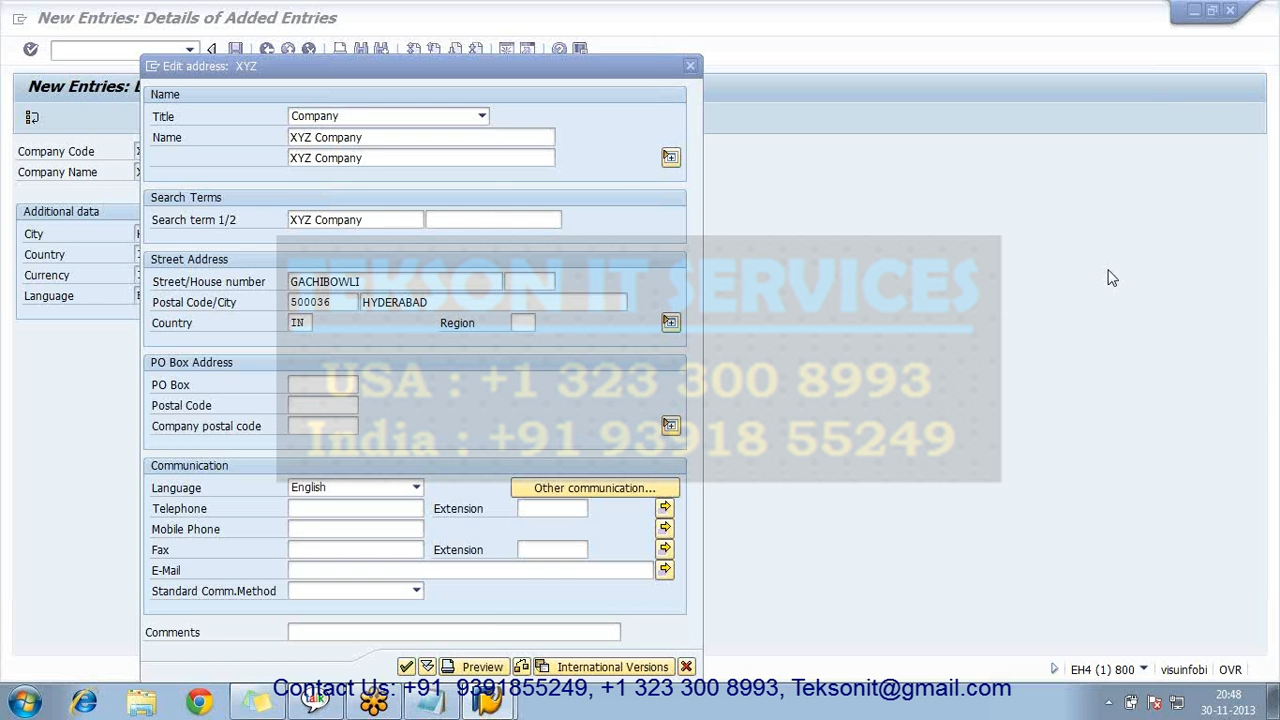 New Entries: Details of Added Entries
Edit address: XYZ
New Entries: D
Name
Title Company
Name XYZ Company
XYZ Company
Company Code
Company Name
Search Terms
Search term 1/2 XYZ Company
Additional data
City
Country
Currency
Language
Street Address
Street/House number GACHIBOWLI
Postal Code/City 500036 HYDERABAD
Country IN Region
TEKSON IT SERVICES
USA : +1 323 300 8993
India : +91 93918 55249
PO Box Address
PO Box
Postal Code
Company postal code
Communication
Language English Other communication...
Telephone Extension
Mobile Phone
Fax Extension
E-Mail
Standard Comm.Method
Comments
Preview International Versions
EH4 (1) 800 visuinfobi OVR
talk
Contact Us: +91 9391855249, +1 323 300 8993, Teksonit@gmail.com
20:48
30-11-2013